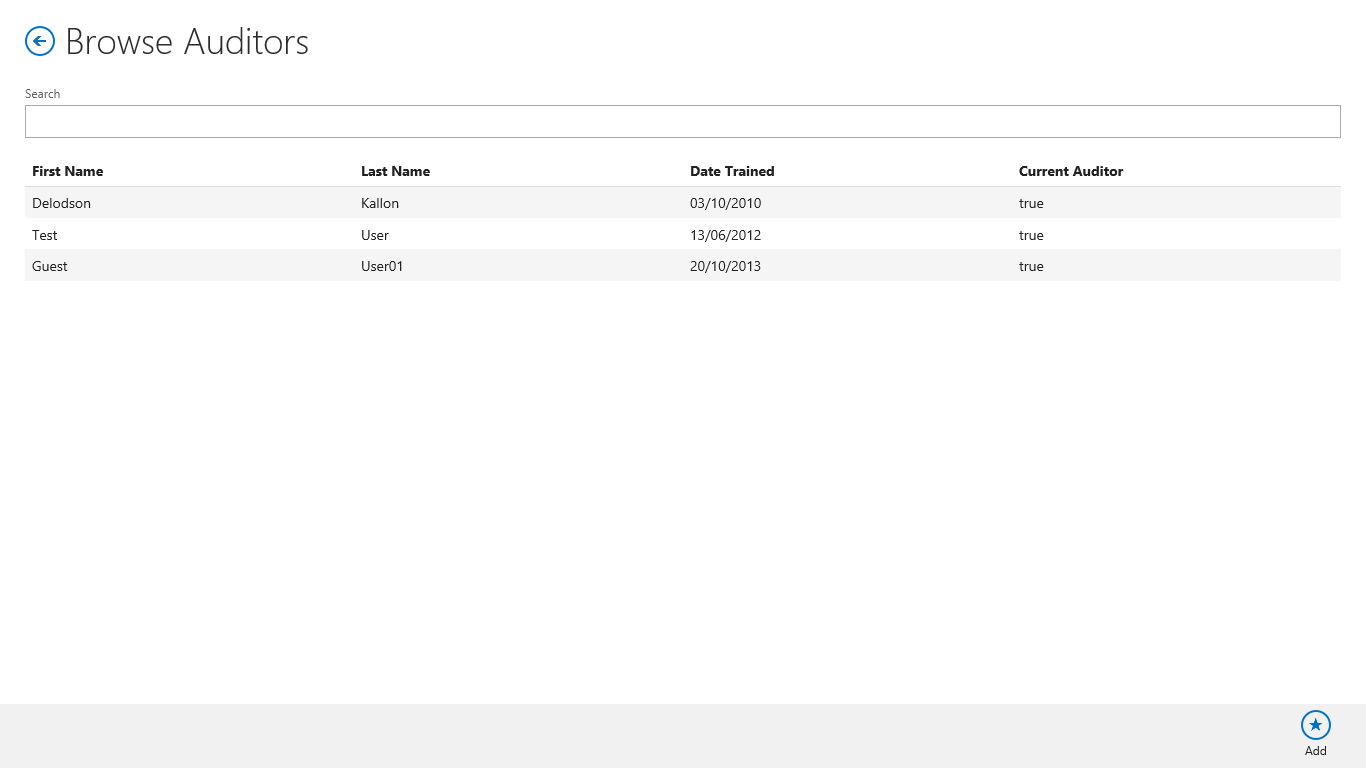 Browse Auditors
Search
First Name Last Name Date Trained Current Auditor
Delodson Kallon 03/10/2010 true
Test User 13/06/2012 true
Guest User01 20/10/2013 true
Add